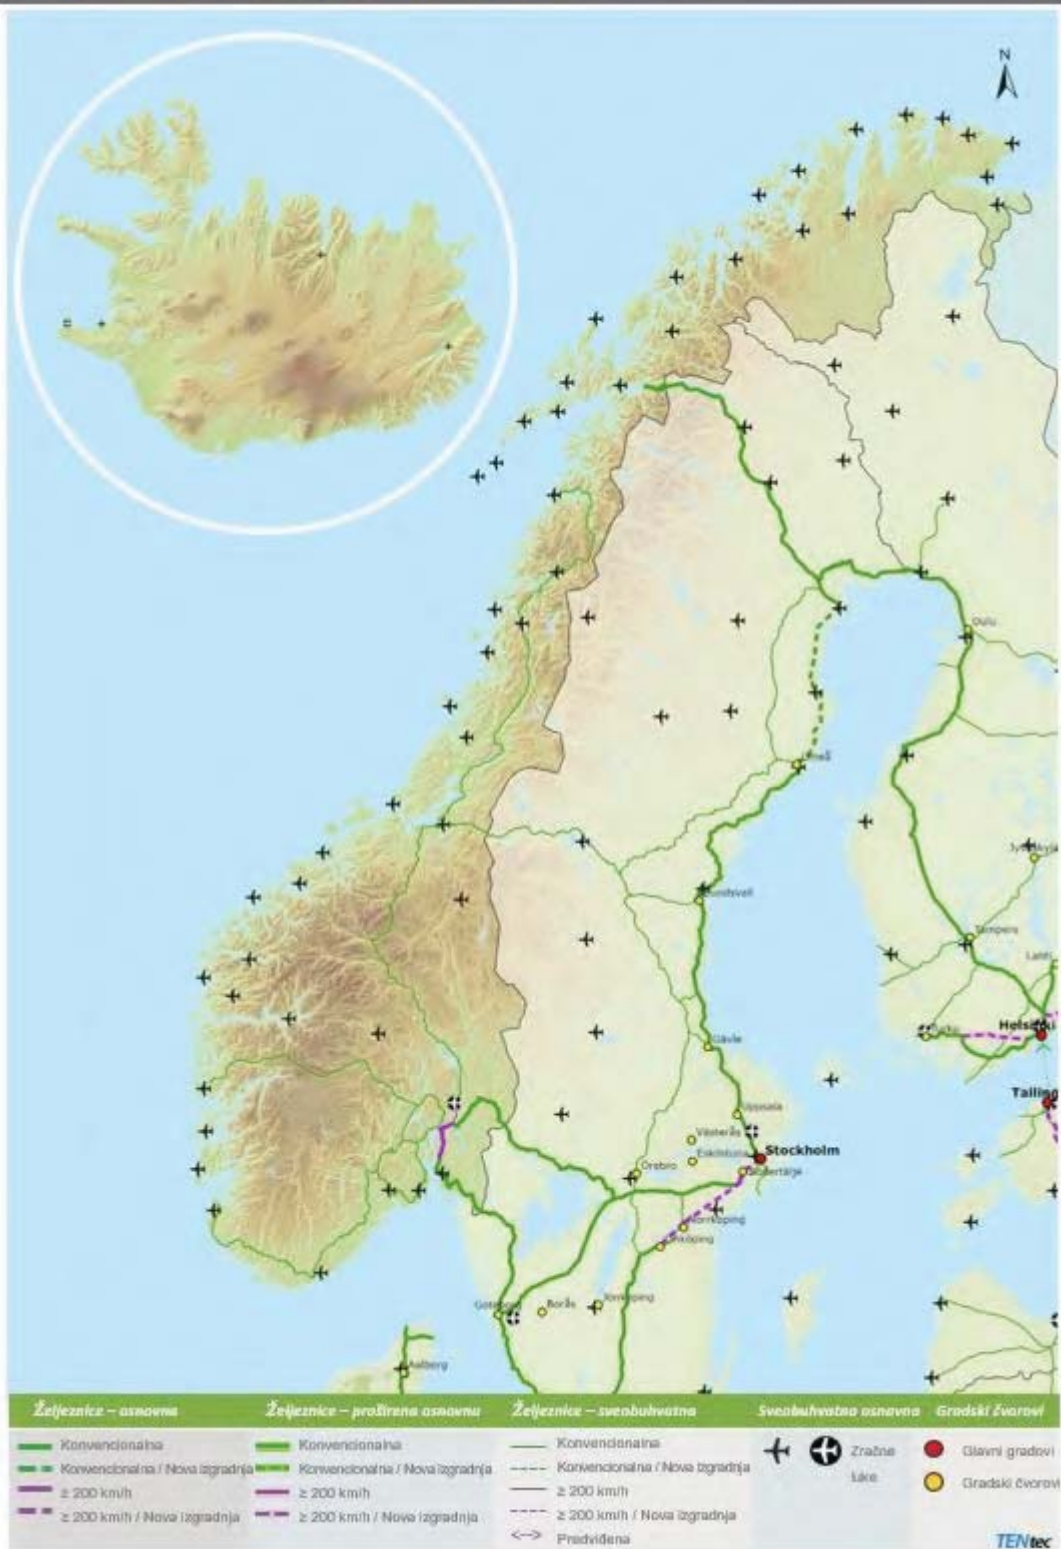 N
Oulu
Sundsvall
Tampere
Lahti
Helsinki
Gävle
Tallinn
Uppsala
Västerås
Stockholm
Eskilstuna
Södertälje
Örebro
Norrköping
Linköping
Göteborg
Borås
Jönköping
Aalborg
Željeznice – osnovna
Željeznice – proširena osnovna
Željeznice – sveobuhvatna
Sveobuhvatna osnovna
Gradski čvorovi
Konvencionalna
Konvencionalna / Nova izgradnja
≥ 200 km/h
≥ 200 km/h / Nova izgradnja
Konvencionalna
Konvencionalna / Nova izgradnja
≥ 200 km/h
≥ 200 km/h / Nova izgradnja
Konvencionalna
Konvencionalna / Nova izgradnja
≥ 200 km/h
≥ 200 km/h / Nova izgradnja
Predviđena
Zračne
luke
Glavni gradovi
Gradski čvorovi
TENtec